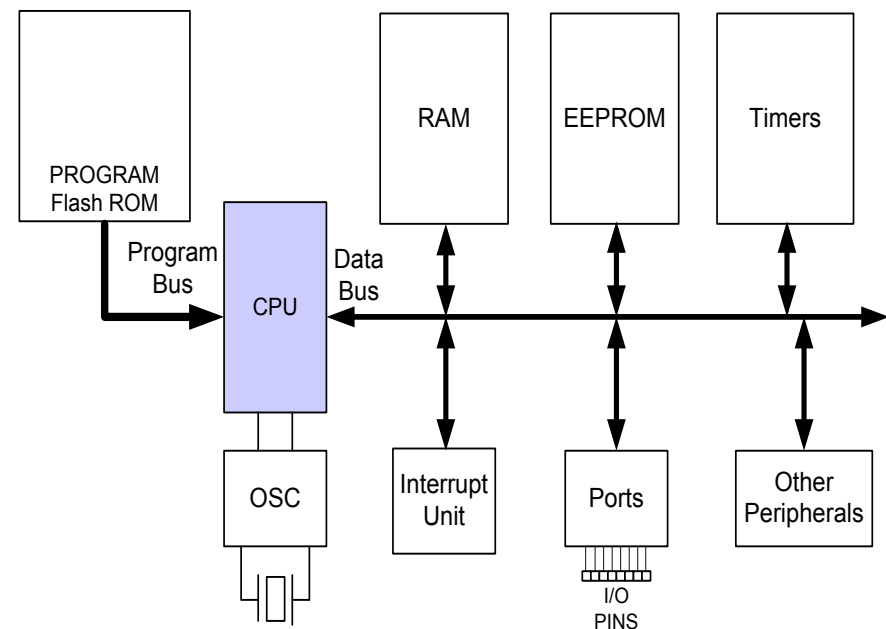 PROGRAM
Flash ROM
RAM
EEPROM
Timers
Program
Bus
CPU
Data
Bus
OSC
Interrupt
Unit
Ports
Other
Peripherals
I/O
PINS